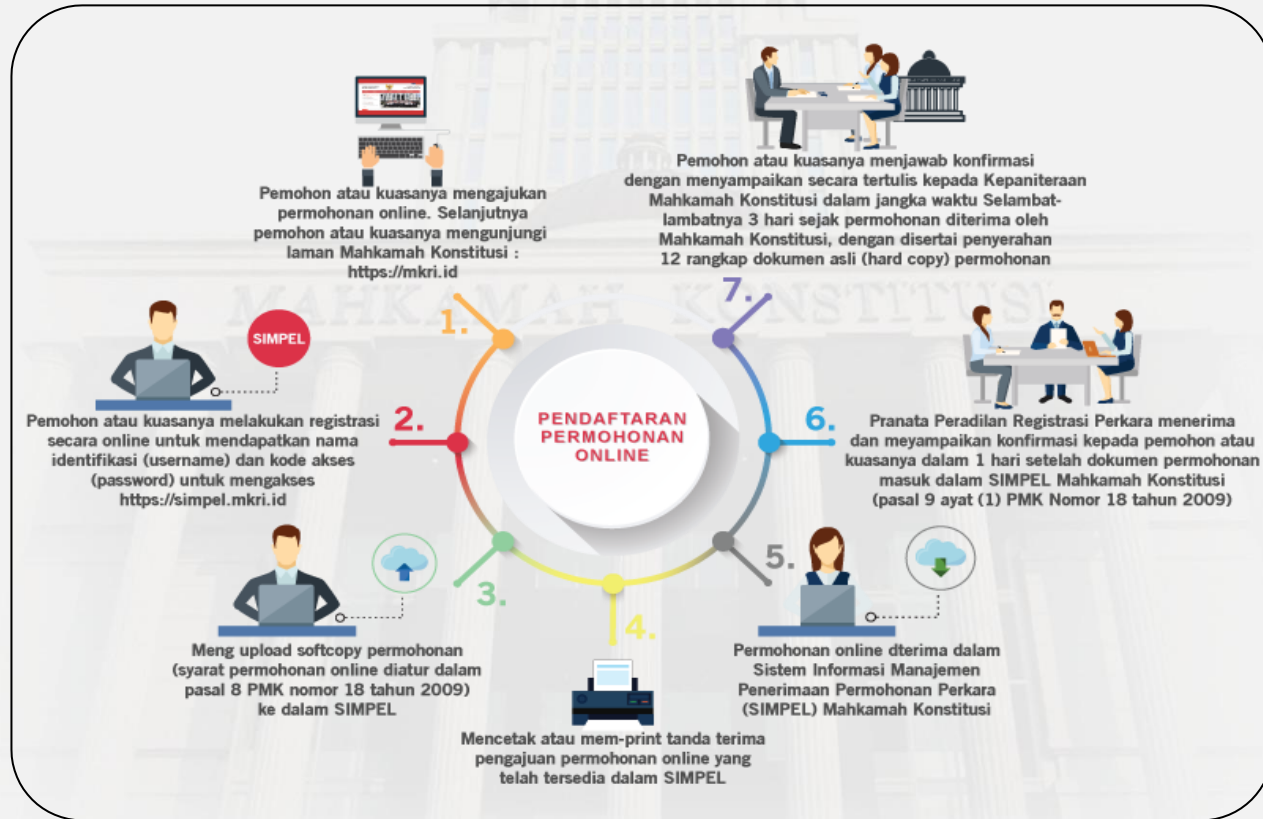 MAHKAMAH KONSTITUSI
PENDAFTARAN
PERMOHONAN
ONLINE
1.
Pemohon atau kuasanya mengajukan
permohonan online. Selanjutnya
pemohon atau kuasanya mengunjungi
laman Mahkamah Konstitusi :
https://mkri.id
2.
SIMPEL
Pemohon atau kuasanya melakukan registrasi
secara online untuk mendapatkan nama
identifikasi (username) dan kode akses
(password) untuk mengakses
https://simpel.mkri.id
3.
Meng upload softcopy permohonan
(syarat permohonan online diatur dalam
pasal 8 PMK nomor 18 tahun 2009)
ke dalam SIMPEL
4.
Mencetak atau mem-print tanda terima
pengajuan permohonan online yang
telah tersedia dalam SIMPEL
5.
Permohonan online dterima dalam
Sistem Informasi Manajemen
Penerimaan Permohonan Perkara
(SIMPEL) Mahkamah Konstitusi
6.
Pranata Peradilan Registrasi Perkara menerima
dan meyampaikan konfirmasi kepada pemohon atau
kuasanya dalam 1 hari setelah dokumen permohonan
masuk dalam SIMPEL Mahkamah Konstitusi
(pasal 9 ayat (1) PMK Nomor 18 tahun 2009)
7.
Pemohon atau kuasanya menjawab konfirmasi
dengan menyampaikan secara tertulis kepada Kepaniteraan
Mahkamah Konstitusi dalam jangka waktu Selambat-
lambatnya 3 hari sejak permohonan diterima oleh
Mahkamah Konstitusi, dengan disertai penyerahan
12 rangkap dokumen asli (hard copy) permohonan